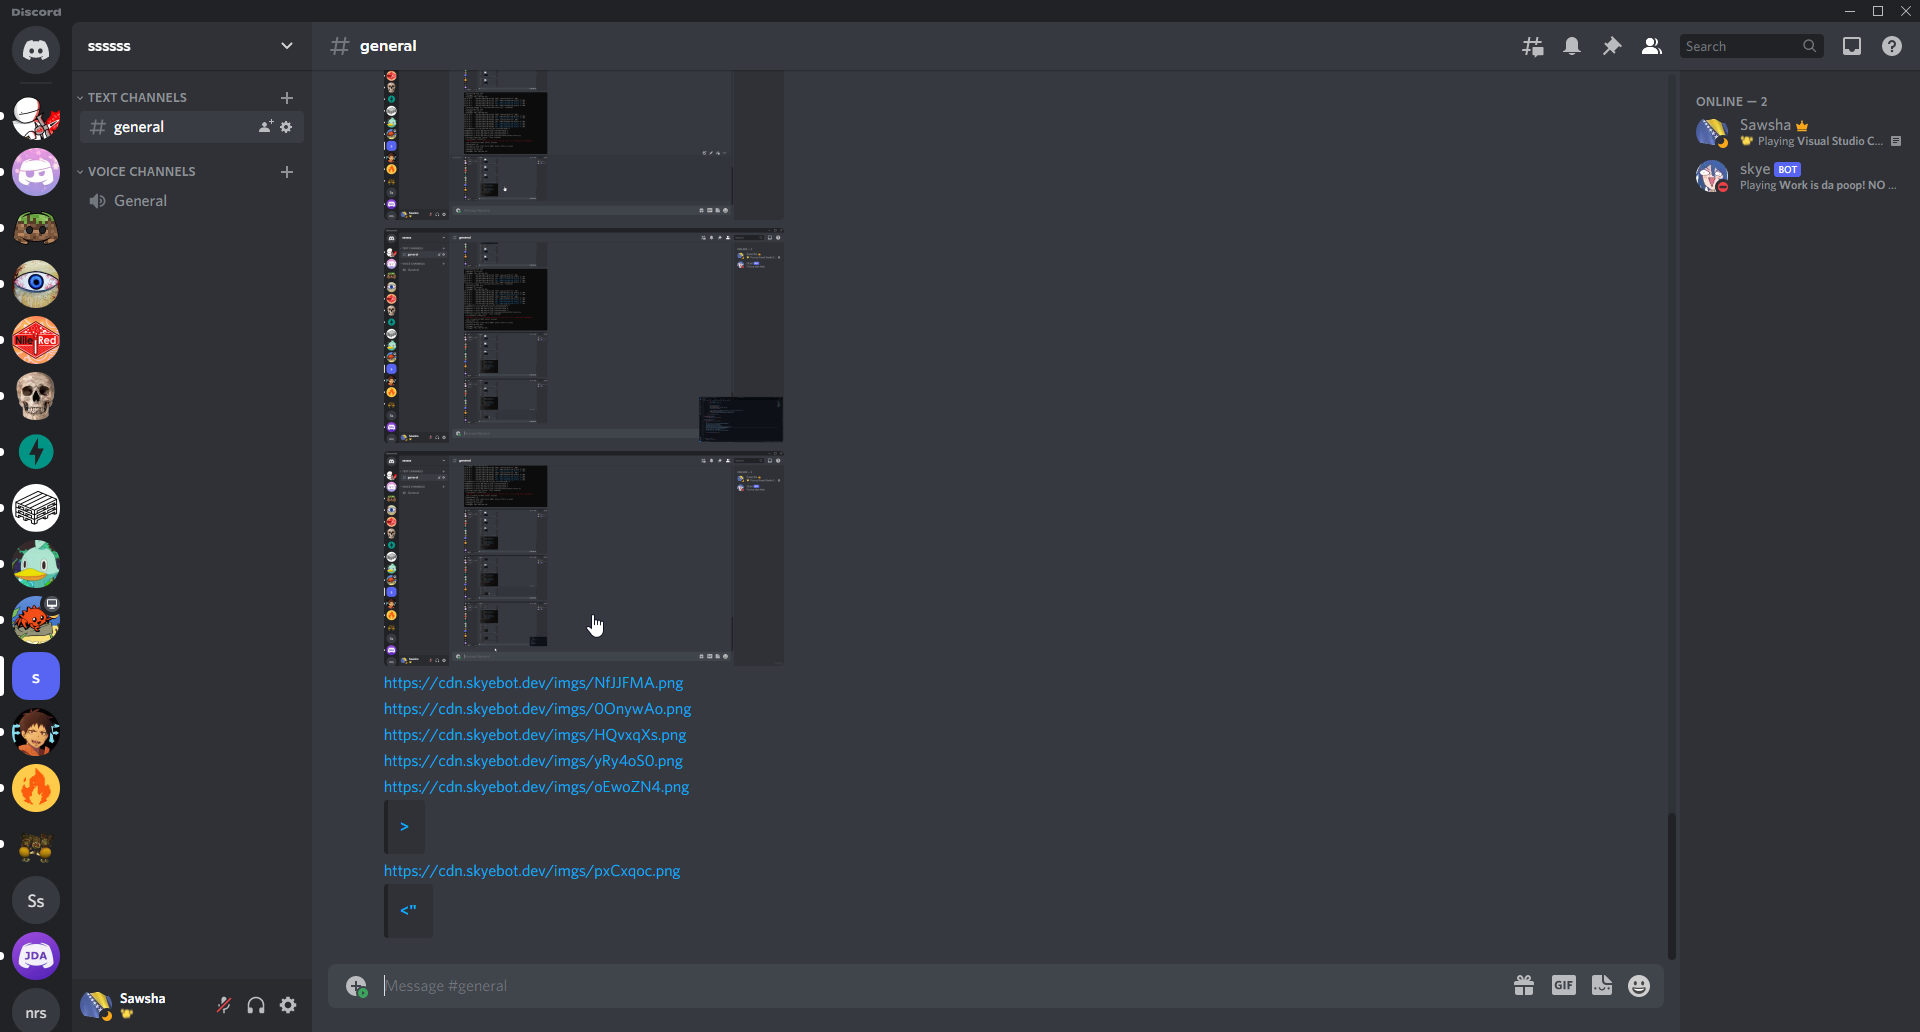 Discord
ssssss
general
Search
TEXT CHANNELS
general
VOICE CHANNELS
General
ONLINE — 2
Sawsha
Playing Visual Studio C...
skye BOT
Playing Work is da poop! NO ...
Nile Red
s
Ss
JDA
nrs
https://cdn.skyebot.dev/imgs/NfJJFMA.png
https://cdn.skyebot.dev/imgs/0OnywAo.png
https://cdn.skyebot.dev/imgs/HQvxqXs.png
https://cdn.skyebot.dev/imgs/yRy4oS0.png
https://cdn.skyebot.dev/imgs/oEwoZN4.png
>
https://cdn.skyebot.dev/imgs/pxCxqoc.png
<"
Message #general
GIF
Sawsha